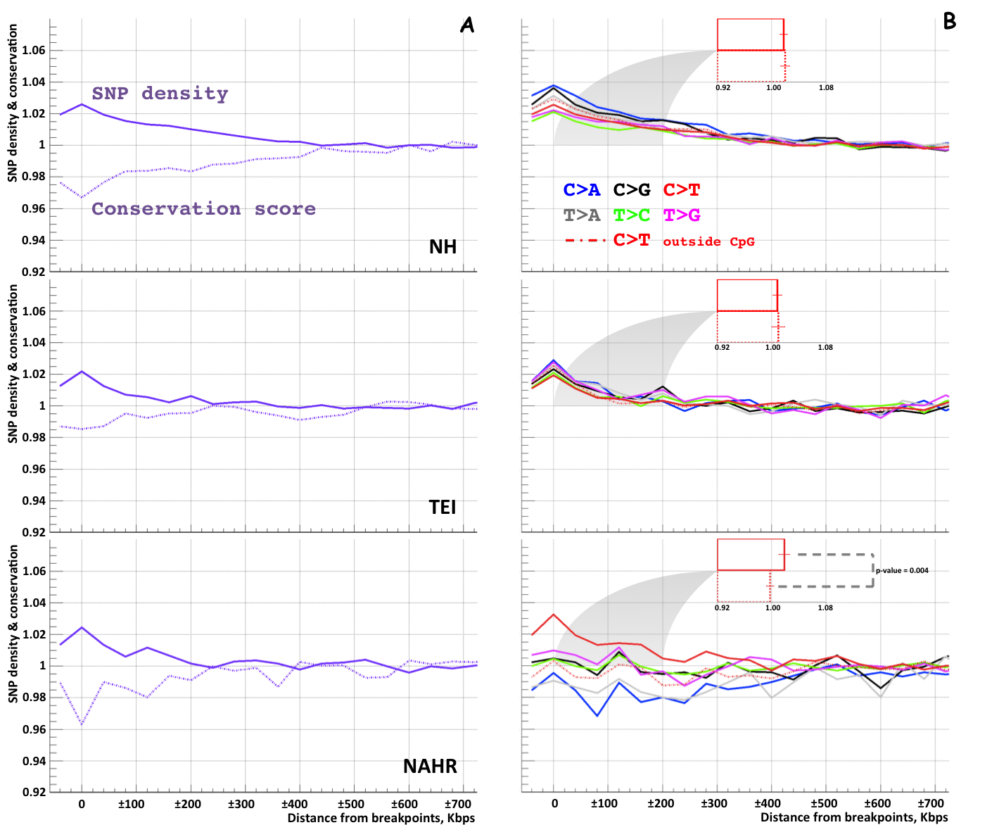 A
SNP density & conservation
1.06
1.04
1.02
1
0.98
0.96
0.94
0.92
SNP density
Conservation score
NH
B
0.92 1.00 1.08
C>A C>G C>T
T>A T>C T>G
C>T outside CpG
SNP density & conservation
1.06
1.04
1.02
1
0.98
0.96
0.94
0.92
TEI
0.92 1.00 1.08
SNP density & conservation
1.06
1.04
1.02
1
0.98
0.96
0.94
0.92
NAHR
0 ±100 ±200 ±300 ±400 ±500 ±600 ±700
Distance from breakpoints, Kbps
p-value = 0.004
0.92 1.00 1.08
0 ±100 ±200 ±300 ±400 ±500 ±600 ±700
Distance from breakpoints, Kbps